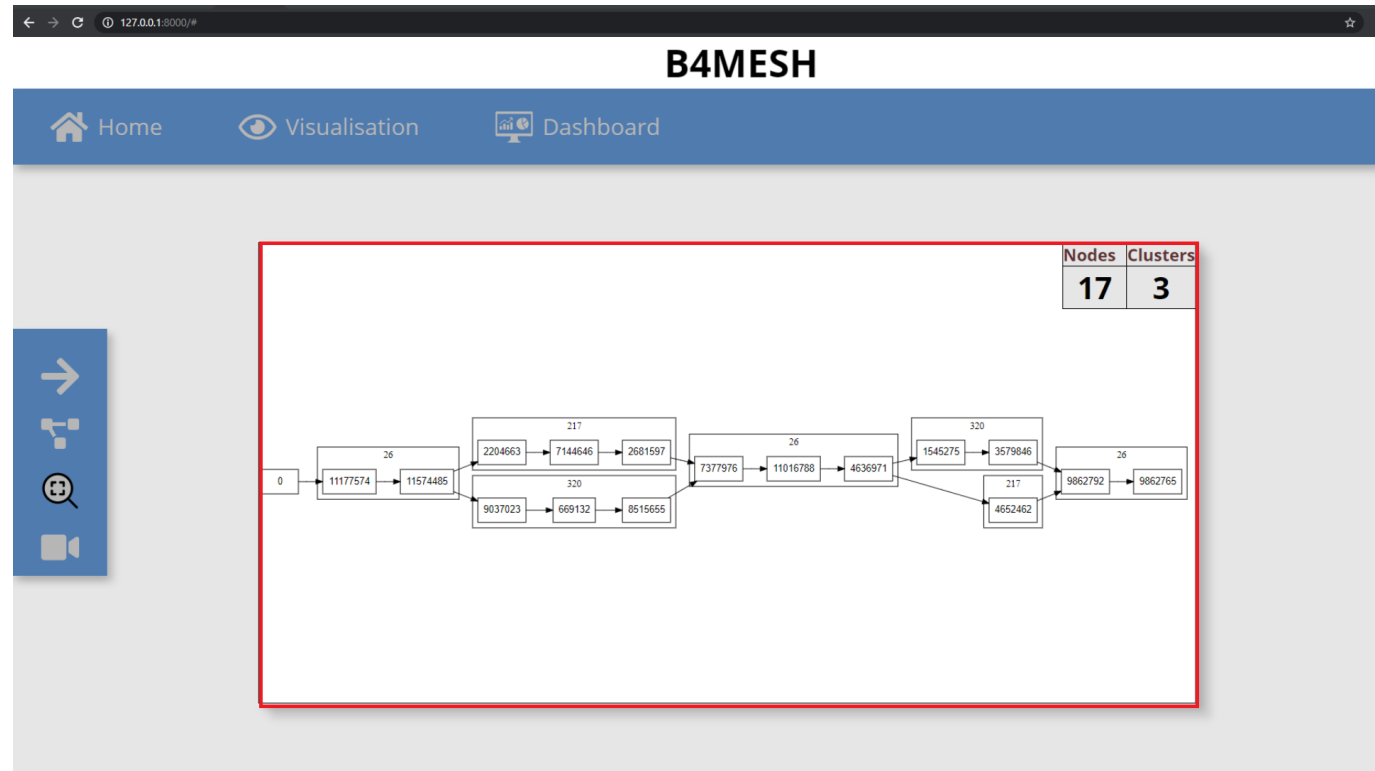 127.0.0.1:8000/#
B4MESH
Home Visualisation Dashboard
Nodes Clusters
17 3
217
2204663 7144646 2681597
320
1545275 3579846
26
7377976 11016788 4636971
26
0 11177574 11574485
26
9862792 9862765
320
9037023 669132 8515655
217
4652462